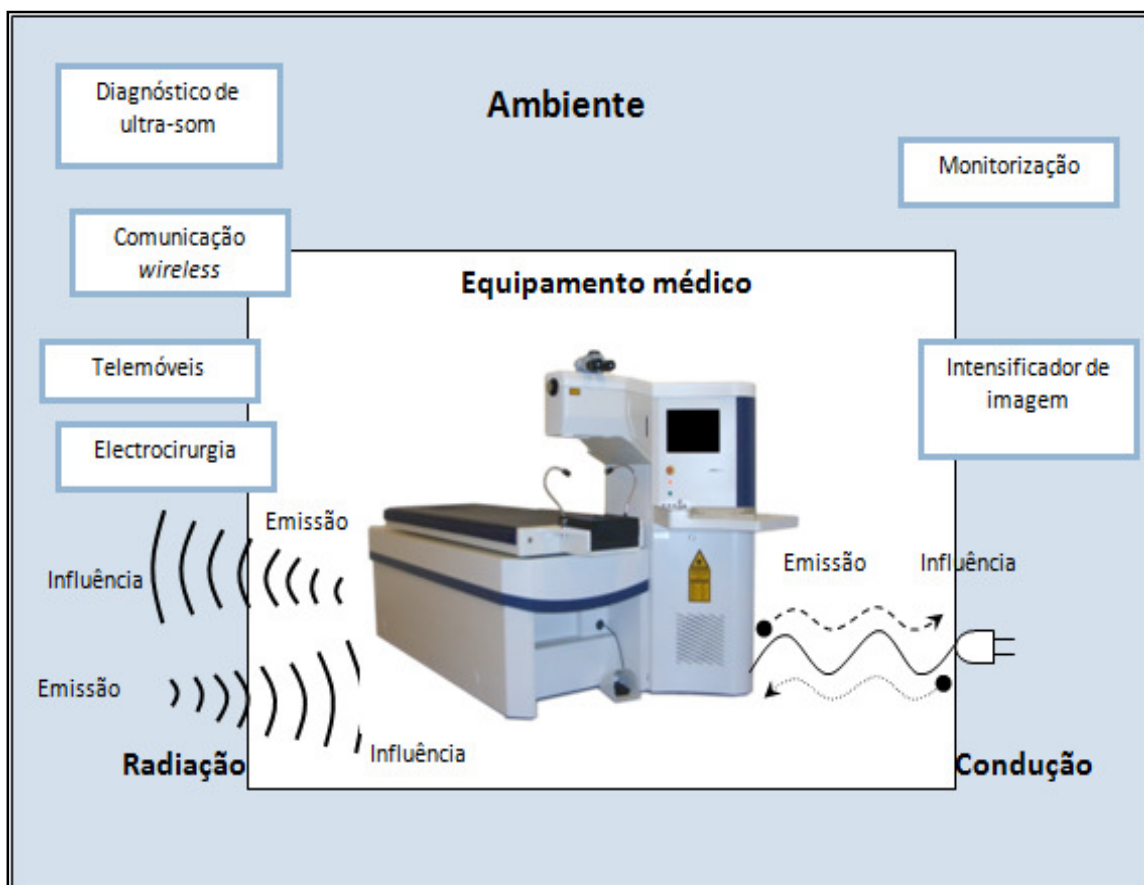 Diagnóstico de
ultra-som
Ambiente
Monitorização
Comunicação
wireless
Equipamento médico
Telemóveis
Intensificador de
imagem
Electrocirurgia
Emissão
Influência
Emissão
Influência
Emissão
Influência
Radiação
Condução